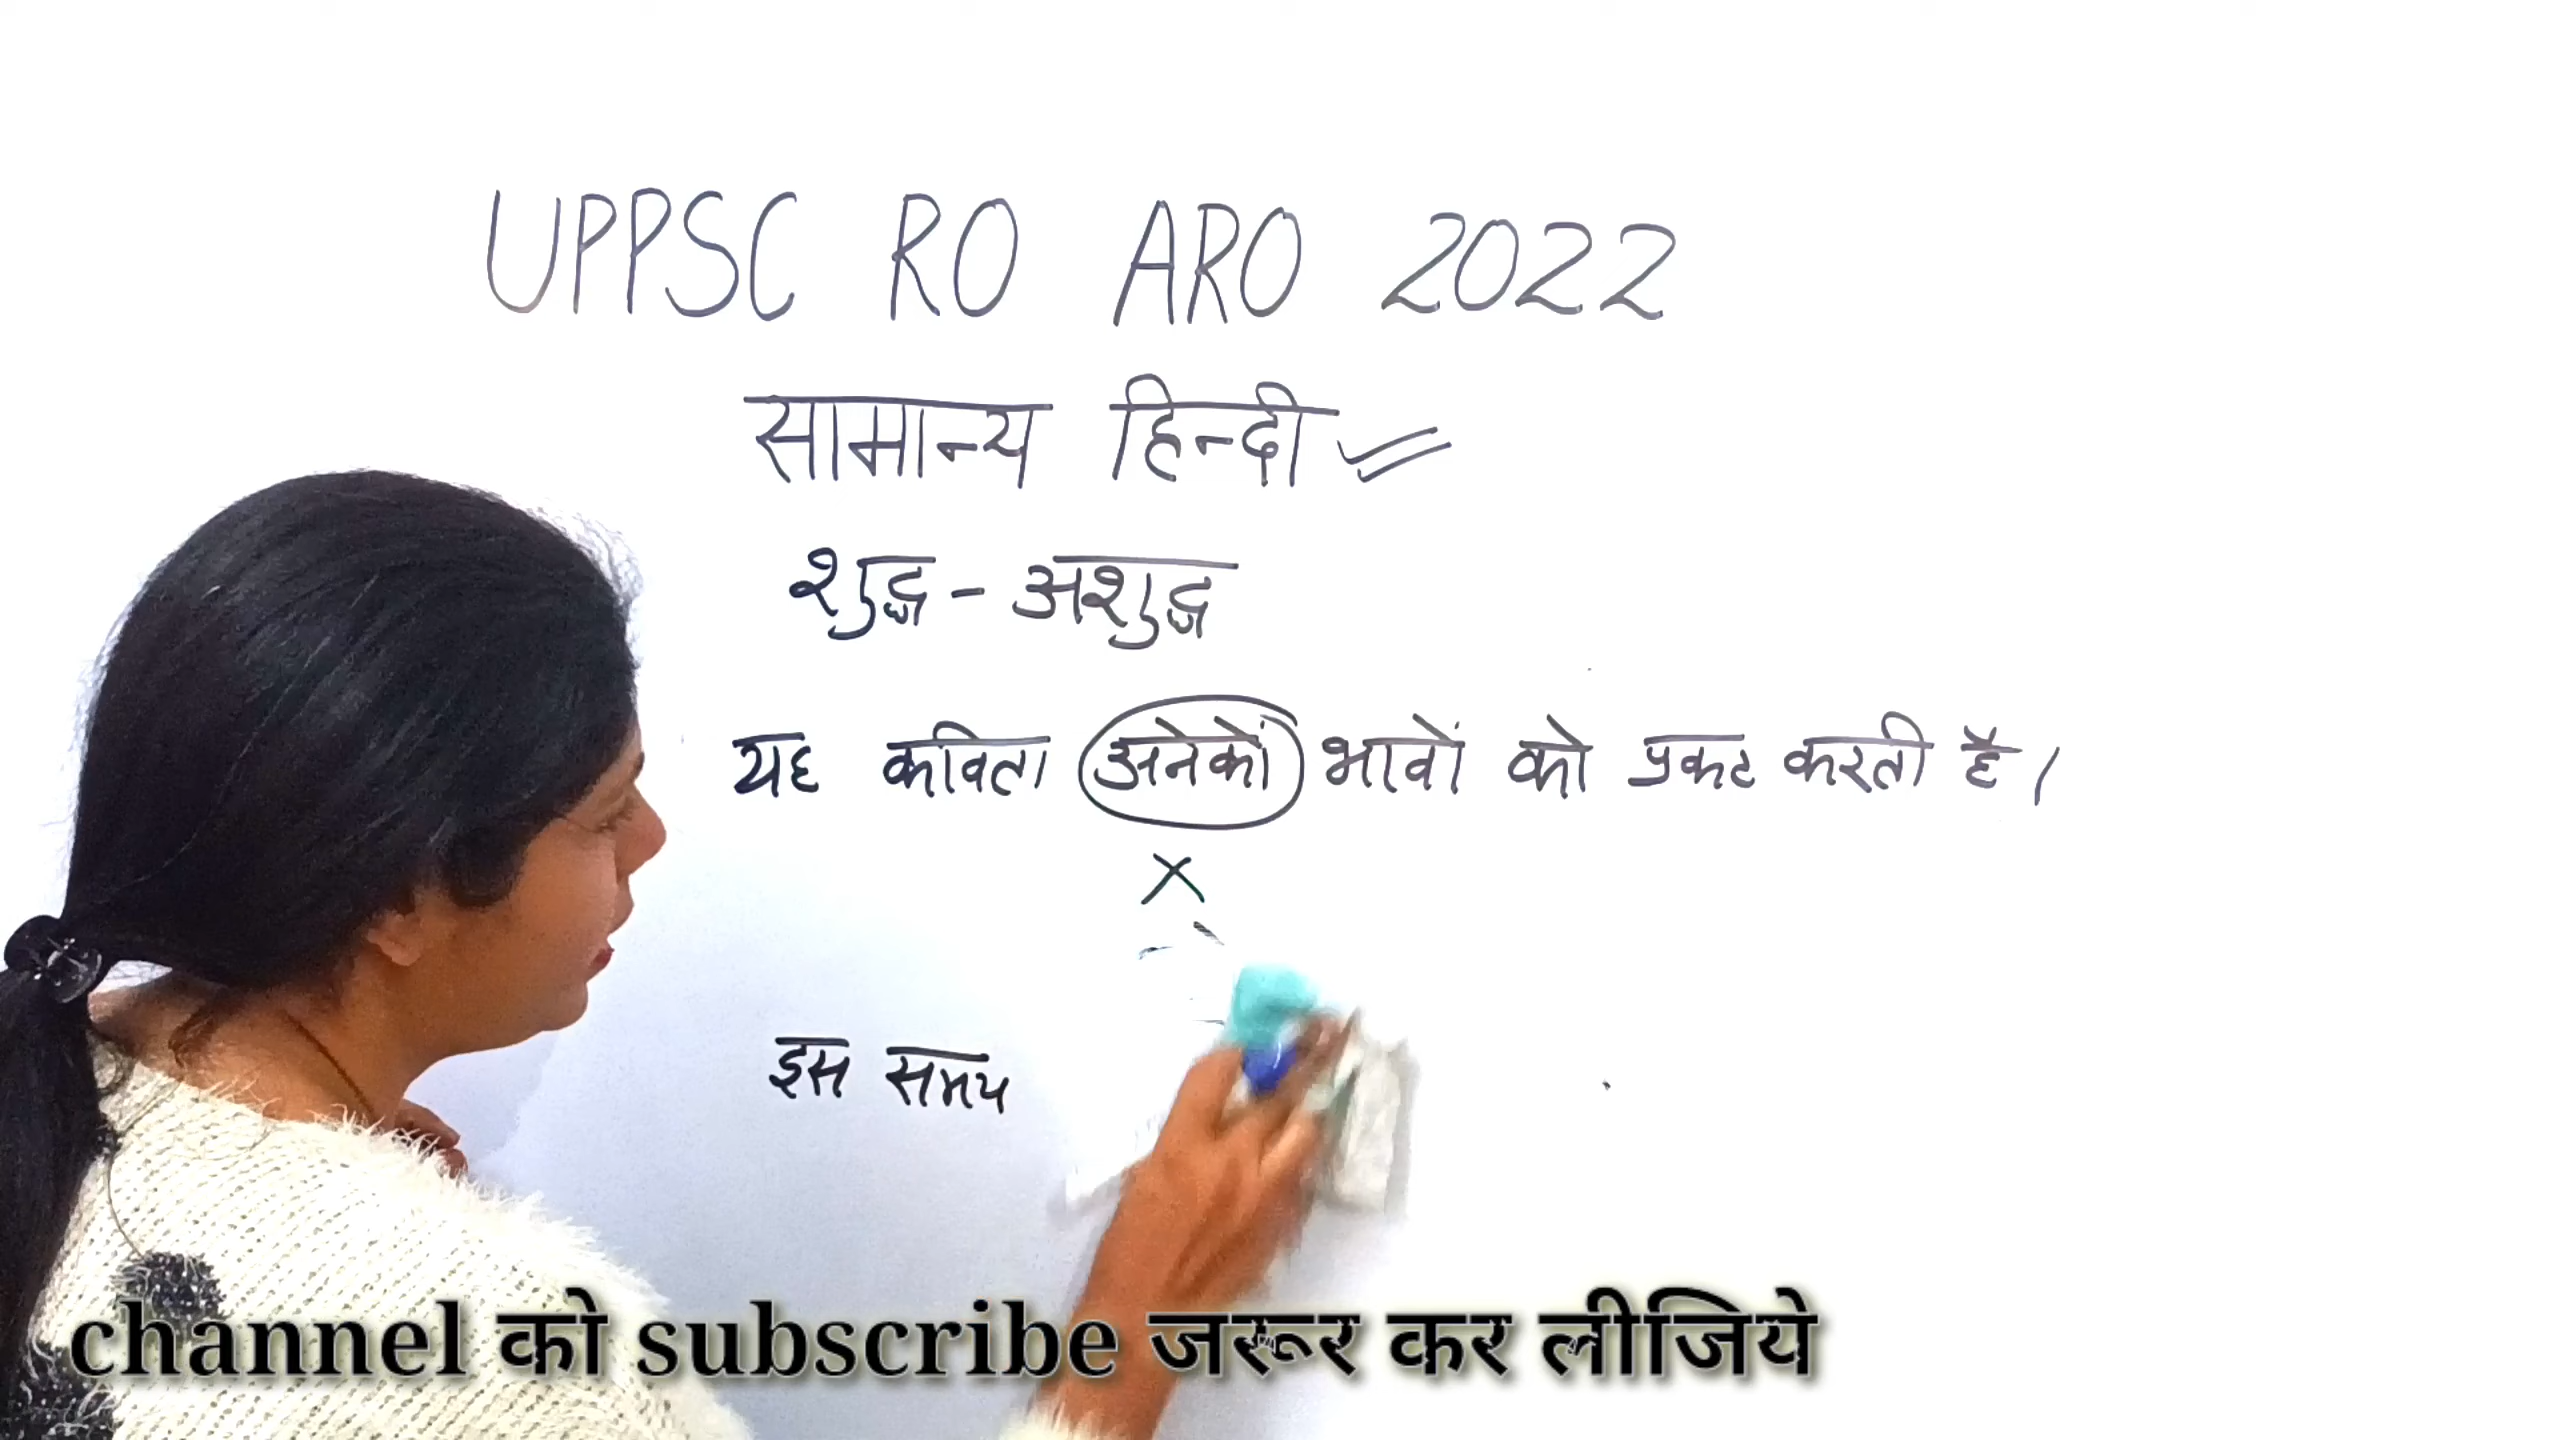 UPPSC RO ARO 2022
सामान्य हिन्दी
शुद्ध - अशुद्ध
यह कविता अनेकों भावों को प्रकट करती है।
×
इस समय
channel को subscribe जरूर कर लीजिये